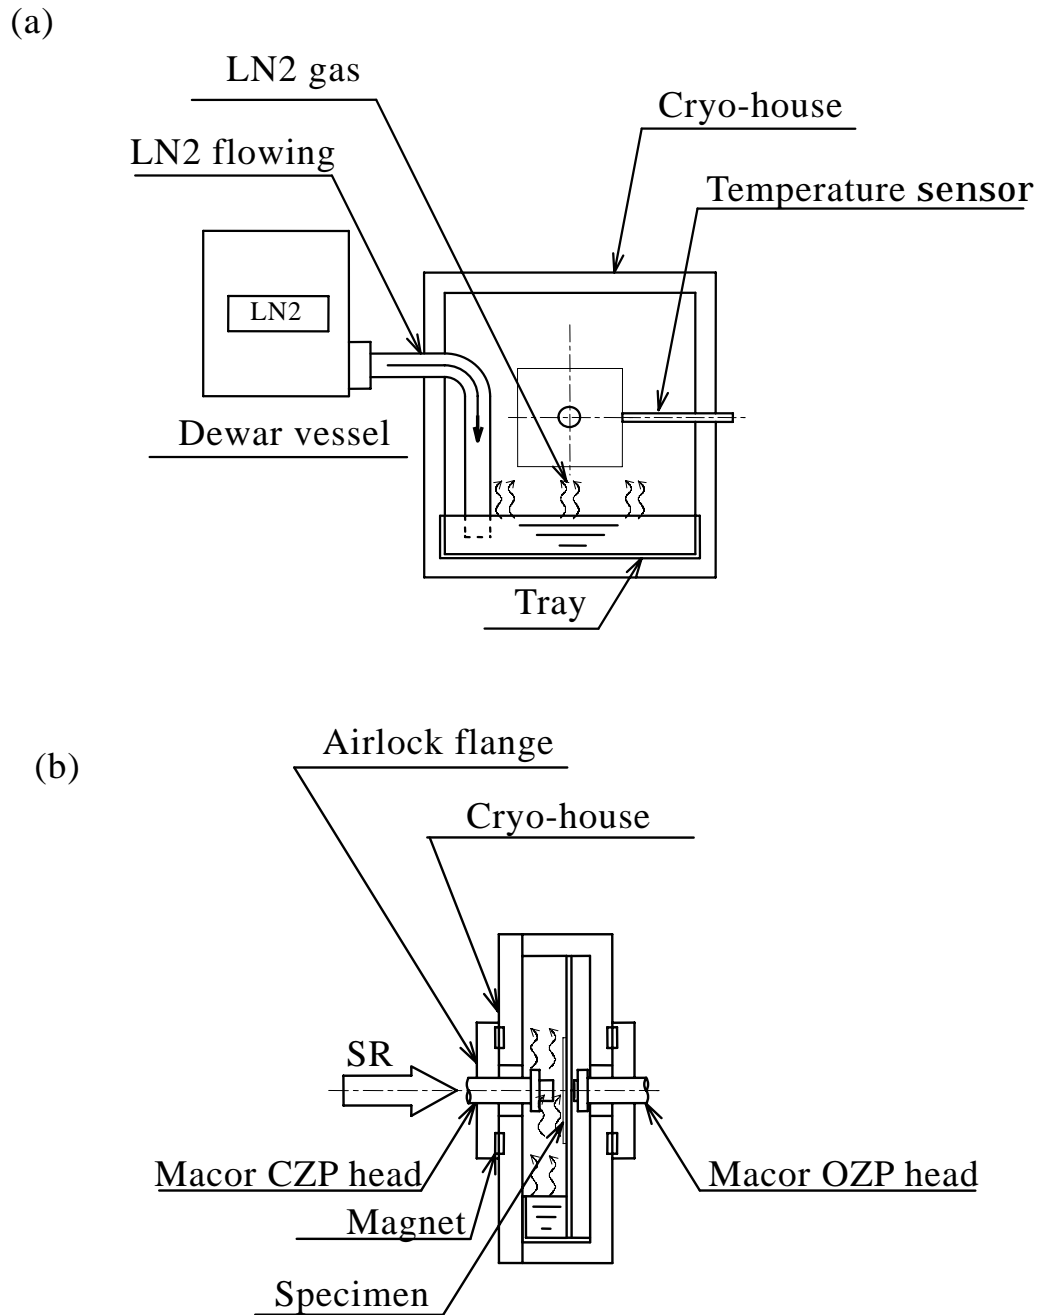 (a)
LN2 gas
Cryo-house
LN2 flowing
Temperature sensor
LN2
Dewar vessel
Tray
(b)
Airlock flange
Cryo-house
SR
Macor CZP head
Macor OZP head
Magnet
Specimen